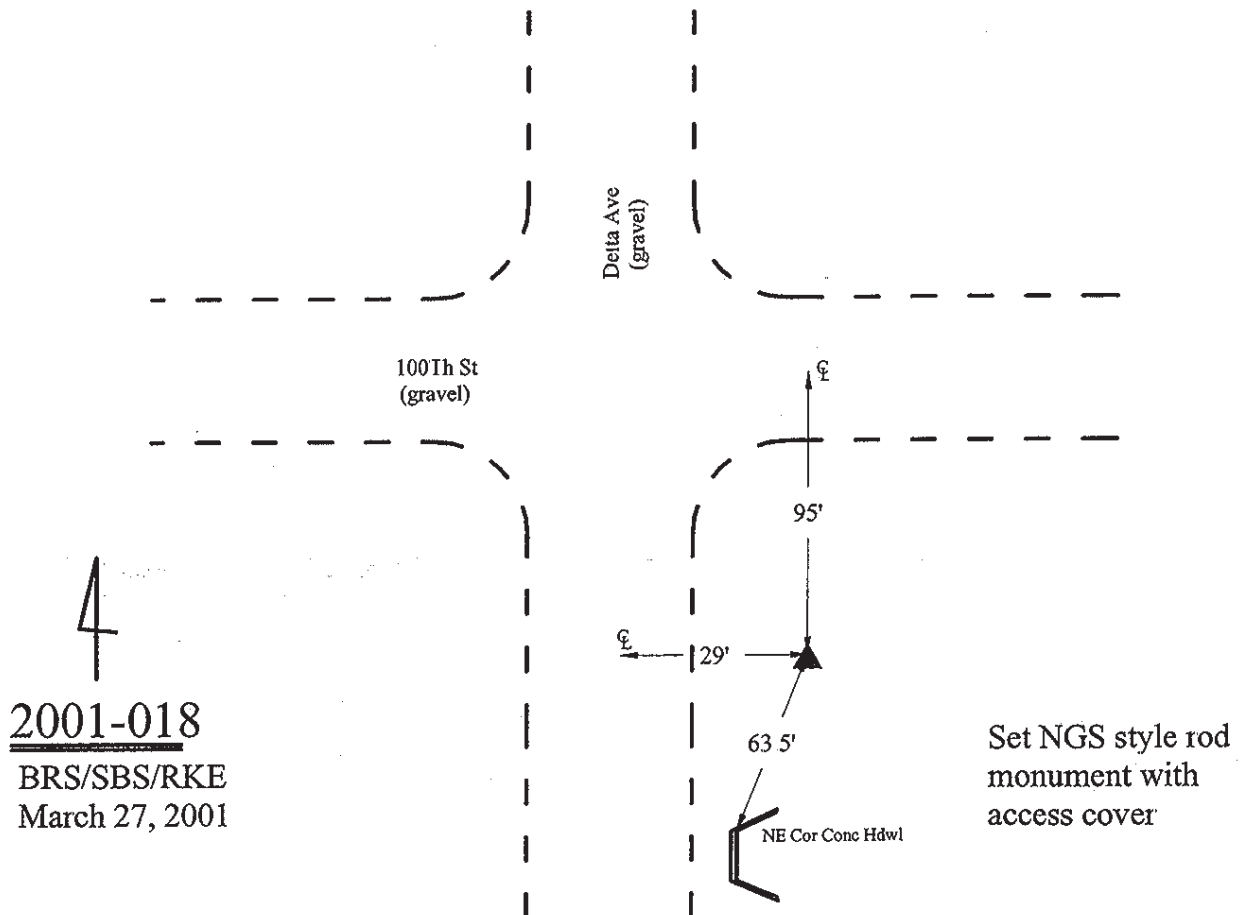 Delta Ave
(gravel)
100Th St
(gravel)
℄
95'
℄
29'
63 5'
NE Cor Conc Hdwl
2001-018
BRS/SBS/RKE
March 27, 2001
Set NGS style rod
monument with
access cover